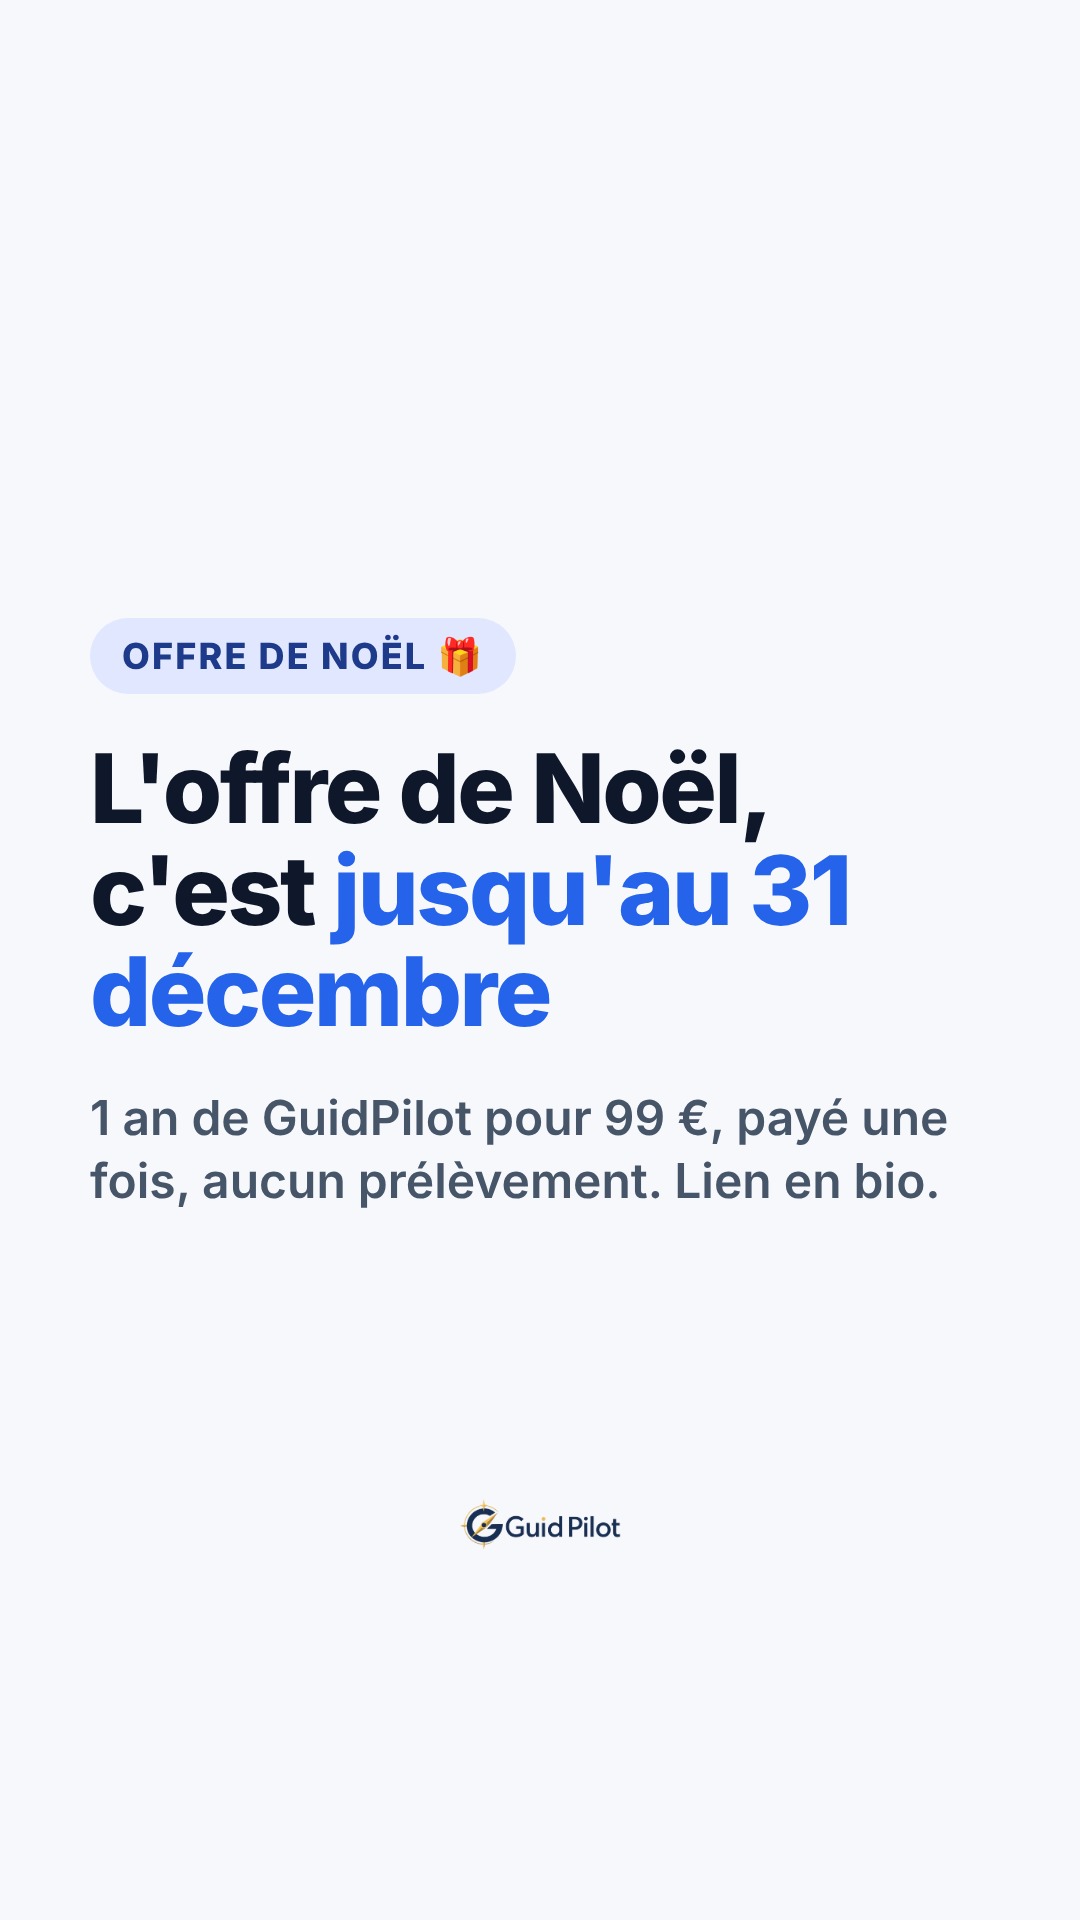 OFFRE DE NOËL 🎁
L'offre de Noël,
c'est jusqu'au 31
décembre
1 an de GuidPilot pour 99 €, payé une
fois, aucun prélèvement. Lien en bio.
Guid Pilot